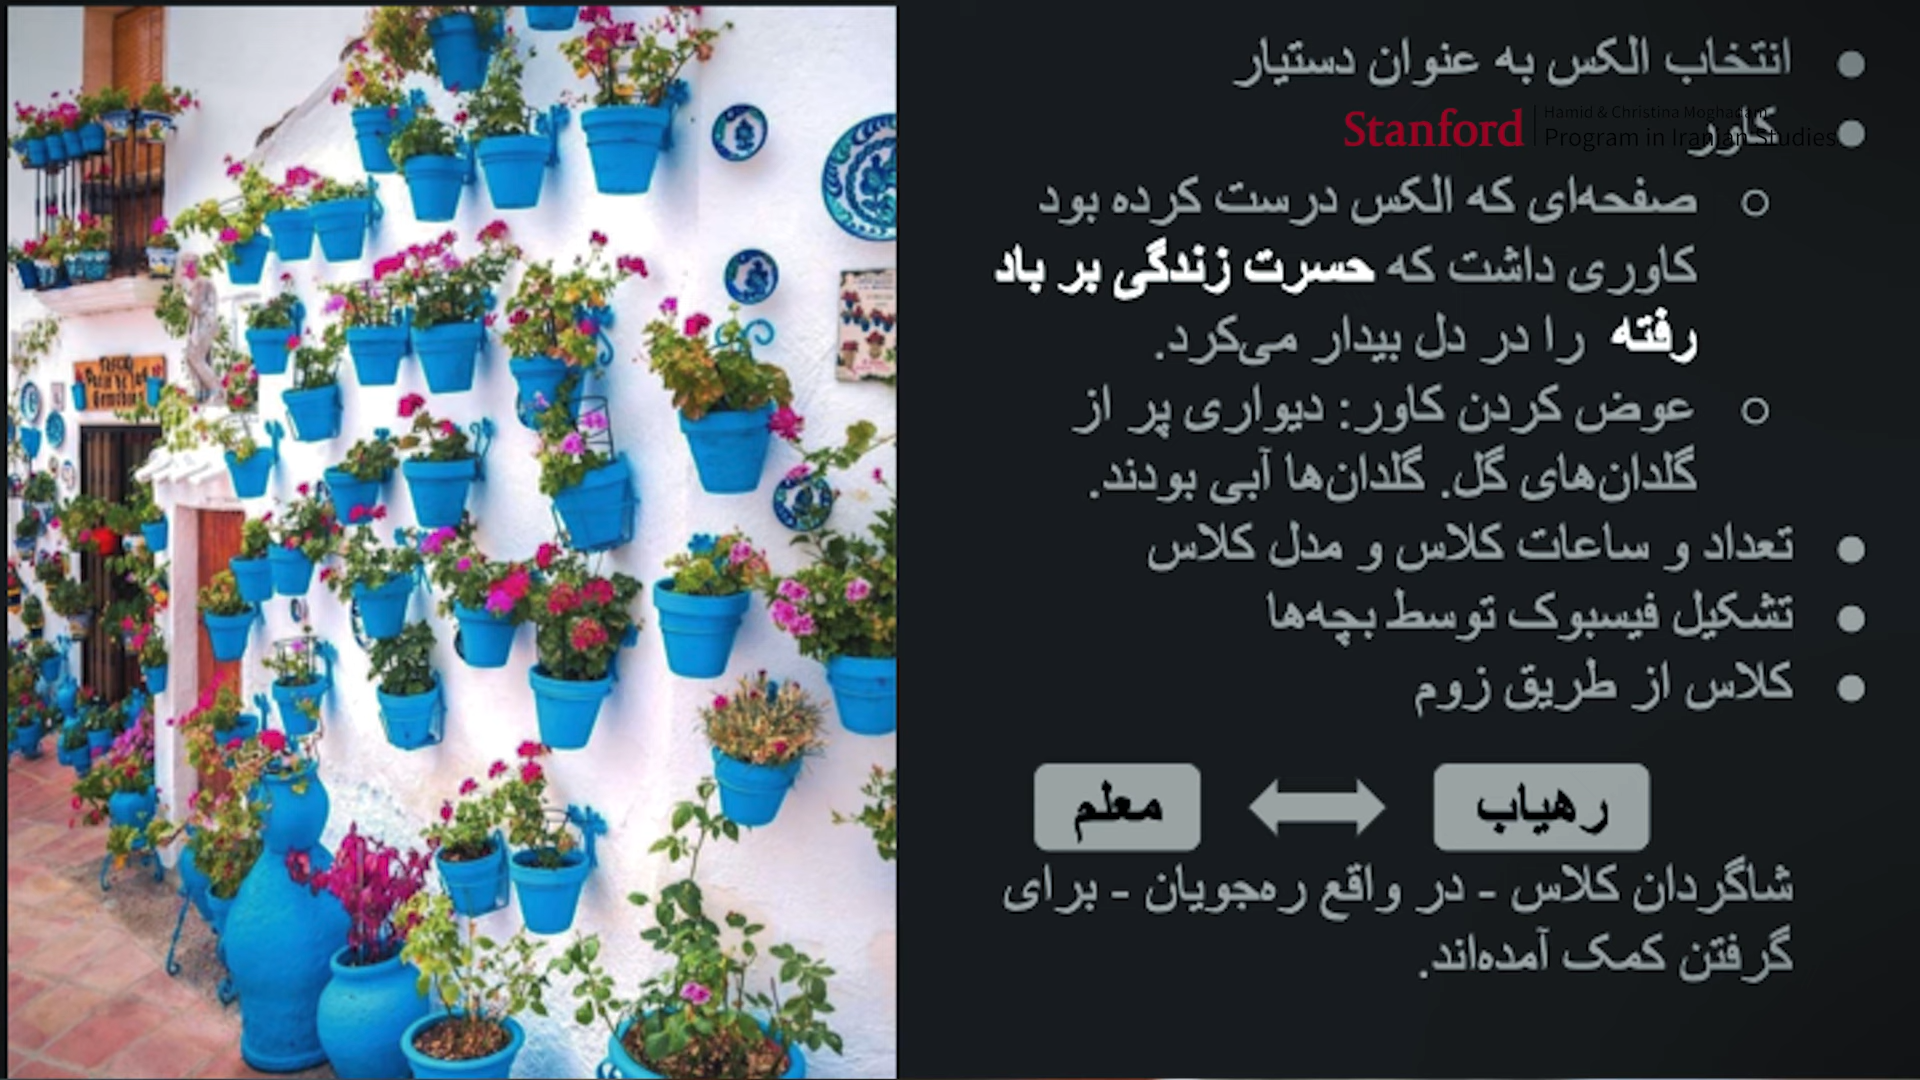 انتخاب الکس به عنوان دستیار
Stanford
Hamid & Christina Moghadam
Program in Iranian Studies
کاور
صفحه‌ای که الکس درست کرده بود
کاوری داشت که حسرت زندگی بر باد
رفته را در دل بیدار می‌کرد.
عوض کردن کاور: دیواری پر از
گلدان‌های گل. گلدان‌ها آبی بودند.
تعداد و ساعات کلاس و مدل کلاس
تشکیل فیسبوک توسط بچه‌ها
کلاس از طریق زوم
رهیاب
معلم
شاگردان کلاس - در واقع ره‌جویان - برای
گرفتن کمک آمده‌اند.